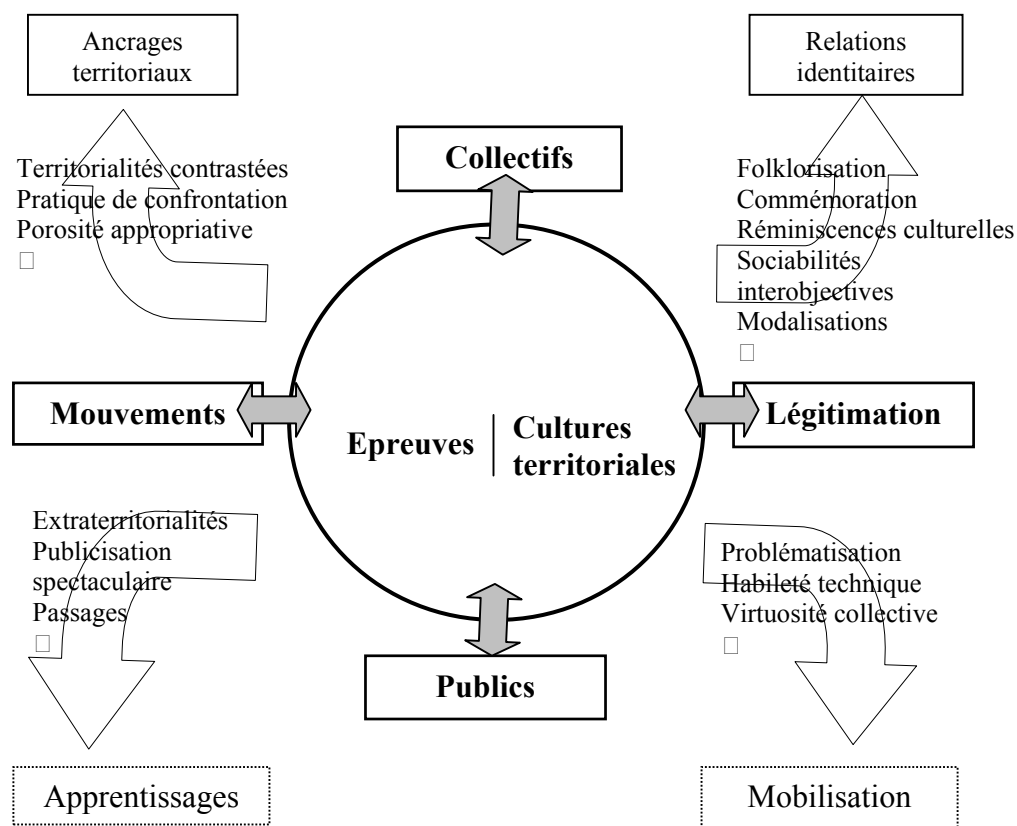 Ancrages
territoriaux
Relations
identitaires
Collectifs
Territorialités contrastées
Pratique de confrontation
Porosité appropriative
Folklorisation
Commémoration
Réminiscences culturelles
Sociabilités
interobjectives
Modalisations
Mouvements
Epreuves
Cultures
territoriales
Légitimation
Extraterritorialités
Publicisation
spectaculaire
Passages
Problématisation
Habileté technique
Virtuosité collective
Publics
Apprentissages
Mobilisation